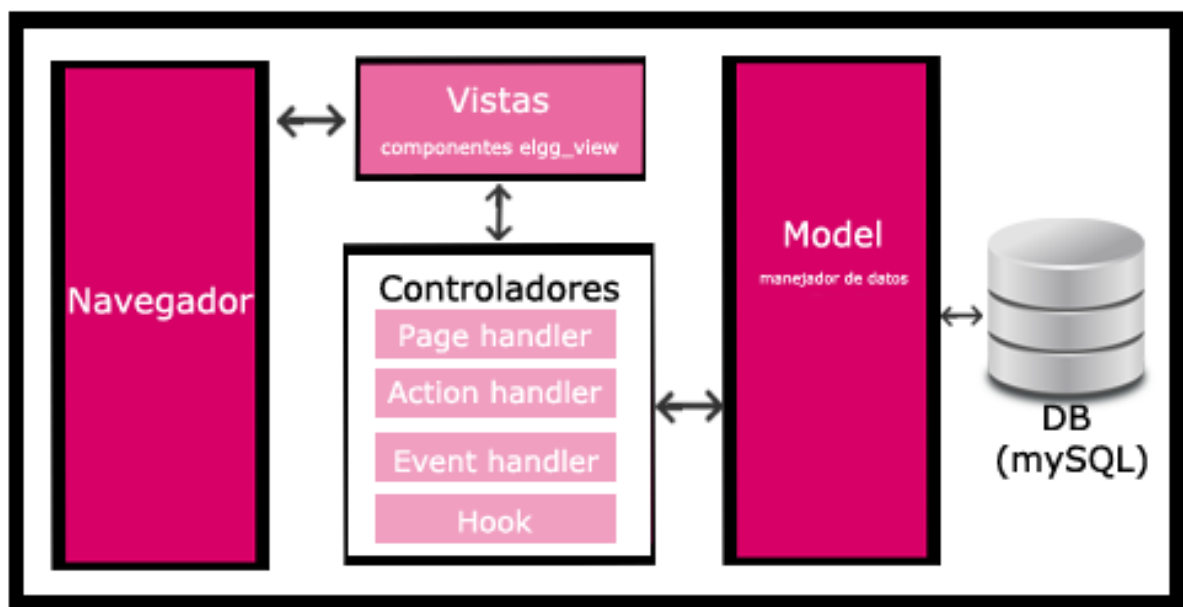 Navegador
Vistas
componentes elgg_view
Controladores
Page handler
Action handler
Event handler
Hook
Model
manejador de datos
DB
(mySQL)